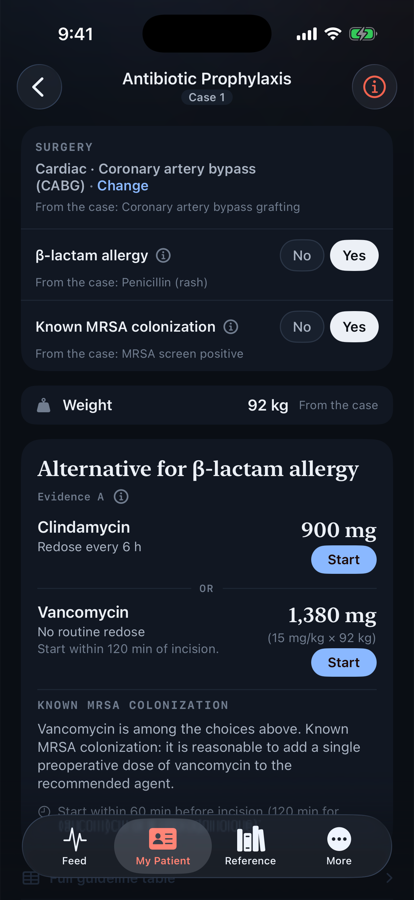 9:41
Antibiotic Prophylaxis
Case 1
SURGERY
Cardiac · Coronary artery bypass
(CABG) · Change
From the case: Coronary artery bypass grafting
β-lactam allergy
No Yes
From the case: Penicillin (rash)
Known MRSA colonization
No Yes
From the case: MRSA screen positive
Weight 92 kg From the case
Alternative for β-lactam allergy
Evidence A
Clindamycin 900 mg
Redose every 6 h
Start
OR
Vancomycin 1,380 mg
No routine redose (15 mg/kg × 92 kg)
Start within 120 min of incision.
Start
KNOWN MRSA COLONIZATION
Vancomycin is among the choices above. Known
MRSA colonization: it is reasonable to add a single
preoperative dose of vancomycin to the
recommended agent.
Start within 60 min before incision (120 min for
Feed My Patient Reference More
Full guideline table